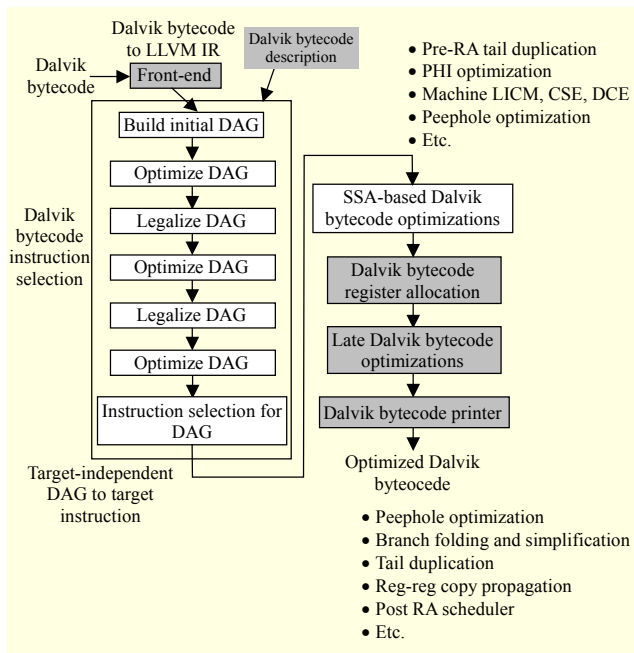 Dalvik bytecode
to LLVM IR
Dalvik
bytecode
Front-end
Dalvik bytecode
description
Build initial DAG
Optimize DAG
Legalize DAG
Optimize DAG
Legalize DAG
Optimize DAG
Instruction selection for
DAG
Dalvik
bytecode
instruction
selection
Target-independent
DAG to target
instruction
• Pre-RA tail duplication
• PHI optimization
• Machine LICM, CSE, DCE
• Peephole optimization
• Etc.
SSA-based Dalvik
bytecode optimizations
Dalvik bytecode
register allocation
Late Dalvik bytecode
optimizations
Dalvik bytecode printer
Optimized Dalvik
byteocede
• Peephole optimization
• Branch folding and simplification
• Tail duplication
• Reg-reg copy propagation
• Post RA scheduler
• Etc.